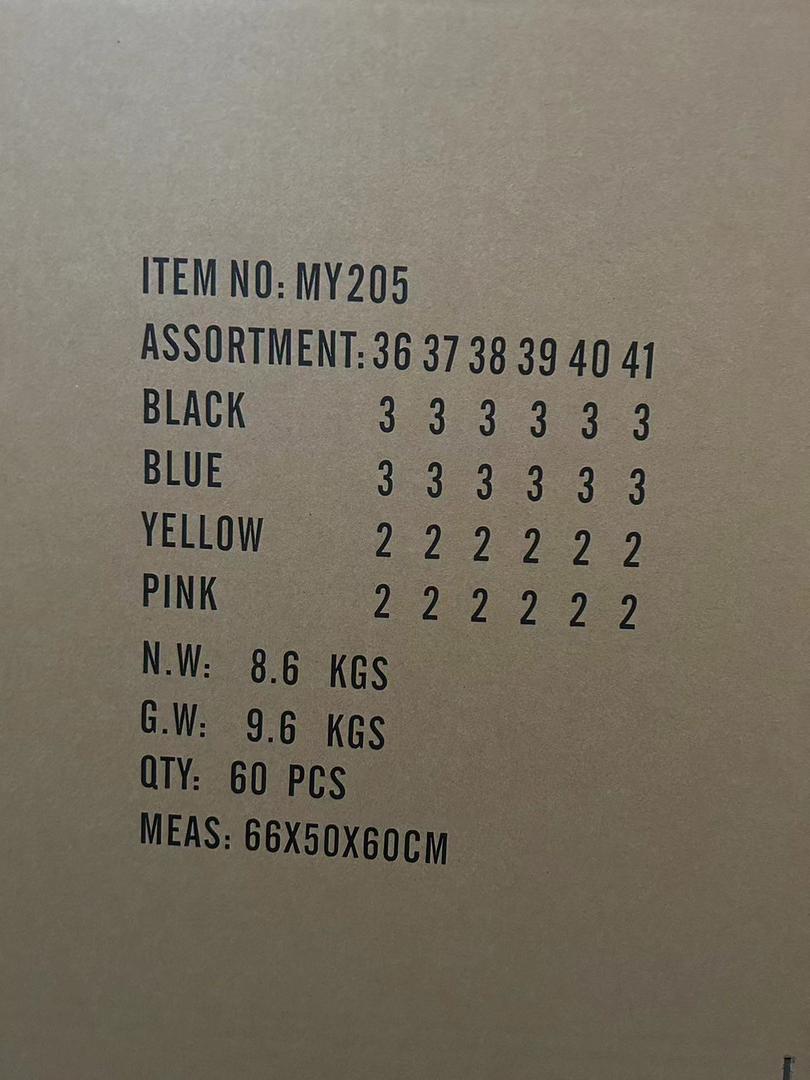 ITEM NO: MY205
ASSORTMENT: 36 37 38 39 40 41
BLACK 3 3 3 3 3 3
BLUE 3 3 3 3 3 3
YELLOW 2 2 2 2 2 2
PINK 2 2 2 2 2 2
N.W: 8.6 KGS
G.W: 9.6 KGS
QTY: 60 PCS
MEAS: 66X50X60CM